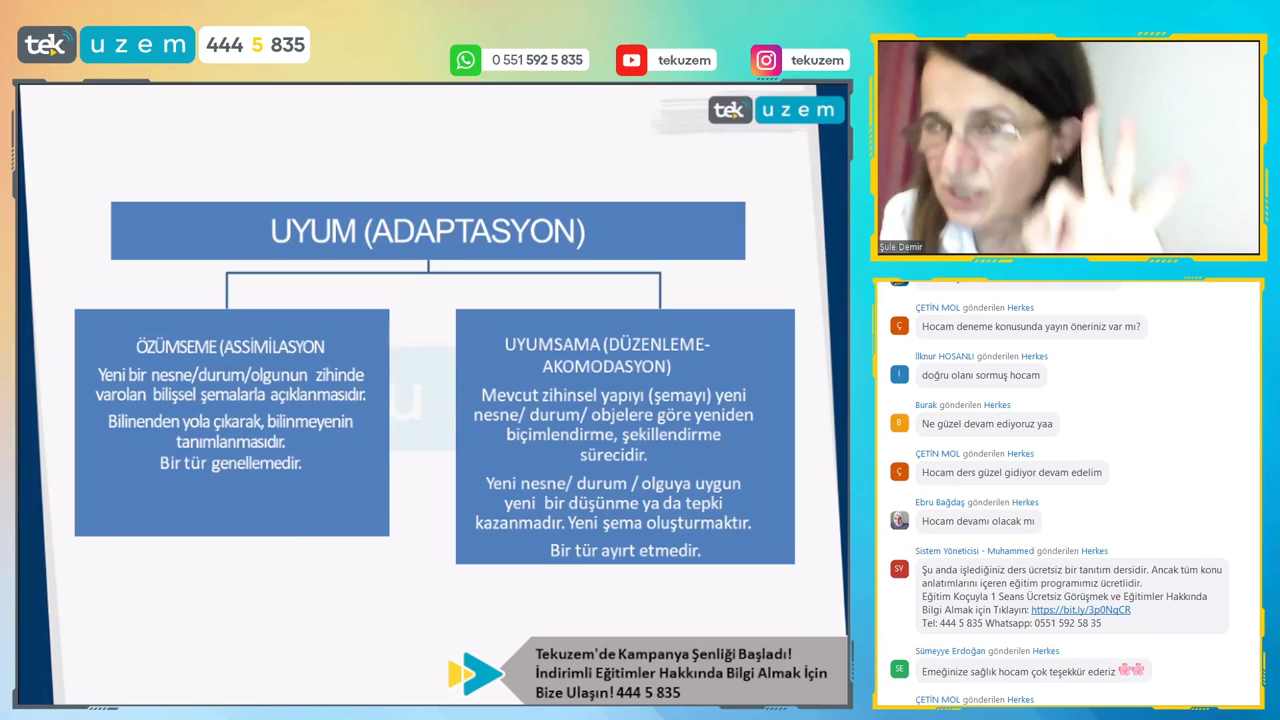 tek uzem 444 5 835
0 551 592 5 835
tekuzem
tekuzem
tek uzem
UYUM (ADAPTASYON)
ÖZÜMSEME (ASSİMİLASYON
Yeni bir nesne/durum/olgunun zihinde
varolan bilişsel şemalarla açıklanmasıdır.
Bilinenden yola çıkarak, bilinmeyenin
tanımlanmasıdır.
Bir tür genellemedir.
UYUMSAMA (DÜZENLEME-
AKOMODASYON)
Mevcut zihinsel yapıyı (şemayı) yeni
nesne/ durum/ objelere göre yeniden
biçimlendirme, şekillendirme
sürecidir.
Yeni nesne/ durum / olguya uygun
yeni bir düşünme ya da tepki
kazanmadır. Yeni şema oluşturmaktır.
Bir tür ayırt etmedir.
Tekuzem'de Kampanya Şenliği Başladı!
İndirimli Eğitimler Hakkında Bilgi Almak İçin
Bize Ulaşın! 444 5 835
Şule Demir
ÇETİN MOL gönderilen Herkes
Ç
Hocam deneme konusunda yayın öneriniz var mı?
İlknur HOSANLI gönderilen Herkes
İ
doğru olanı sormuş hocam
Burak gönderilen Herkes
B
Ne güzel devam ediyoruz yaa
ÇETİN MOL gönderilen Herkes
Ç
Hocam ders güzel gidiyor devam edelim
Ebru Bağdaş gönderilen Herkes
Hocam devamı olacak mı
Sistem Yöneticisi - Muhammed gönderilen Herkes
SY
Şu anda işlediğiniz ders ücretsiz bir tanıtım dersidir. Ancak tüm konu
anlatımlarını içeren eğitim programımız ücretlidir.
Eğitim Koçuyla 1 Seans Ücretsiz Görüşmek ve Eğitimler Hakkında
Bilgi Almak için Tıklayın: https://bit.ly/3p0NqCR
Tel: 444 5 835 Whatsapp: 0551 592 58 35
Sümeyye Erdoğan gönderilen Herkes
SE
Emeğinize sağlık hocam çok teşekkür ederiz
ÇETİN MOL gönderilen Herkes